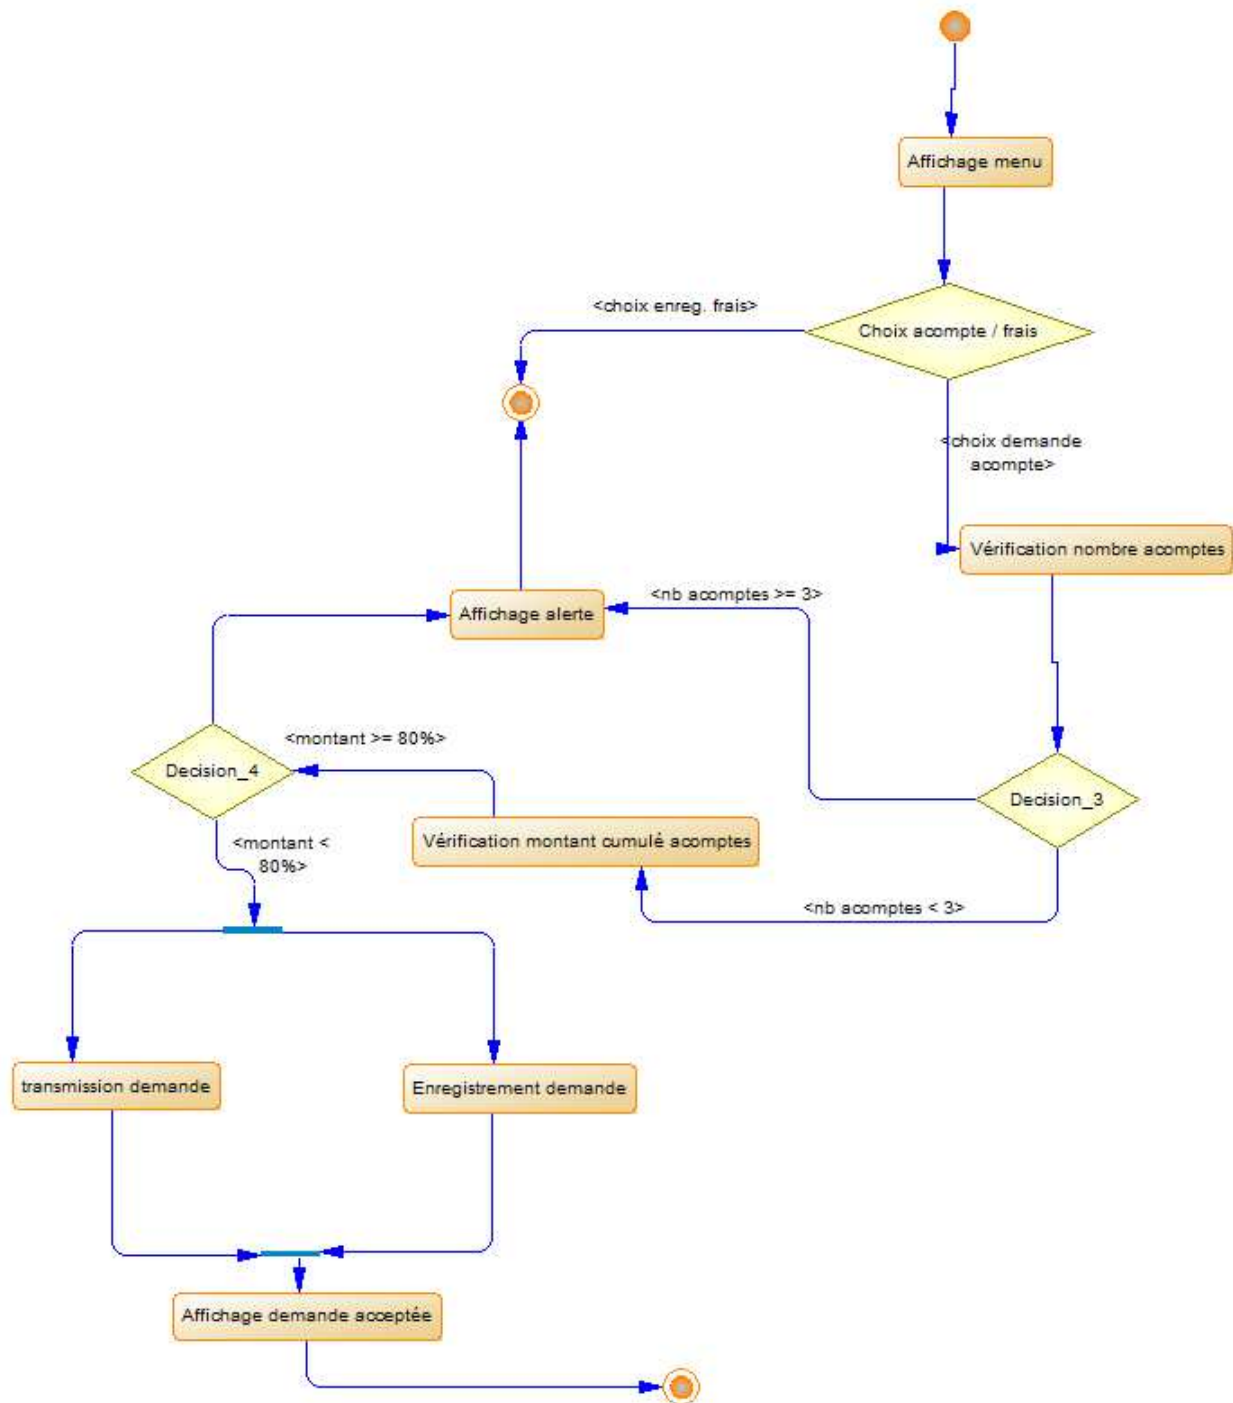 Affichage menu
<choix enreg. frais>
Choix acompte / frais
<choix demande
acompte>
Vérification nombre acomptes
<nb acomptes >= 3>
Affichage alerte
<montant >= 80%>
Decision_4
Decision_3
Vérification montant cumulé acomptes
<montant <
80%>
<nb acomptes < 3>
transmission demande
Enregistrement demande
Affichage demande acceptée